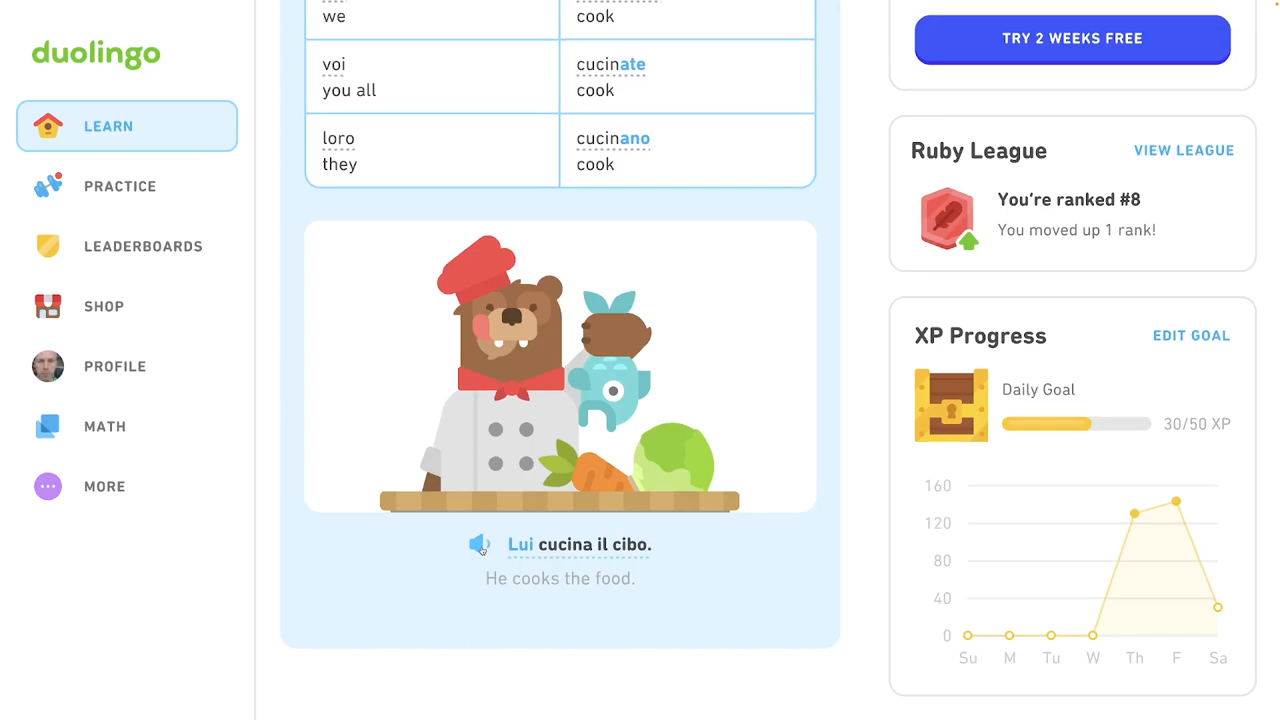 duolingo
LEARN
PRACTICE
LEADERBOARDS
SHOP
PROFILE
MATH
MORE
we
cook
voi
cucinate
you all
cook
loro
cucinano
they
cook
Lui cucina il cibo.
He cooks the food.
TRY 2 WEEKS FREE
Ruby League
VIEW LEAGUE
You're ranked #8
You moved up 1 rank!
XP Progress
EDIT GOAL
Daily Goal
30/50 XP
160
120
80
40
0
Su M Tu W Th F Sa